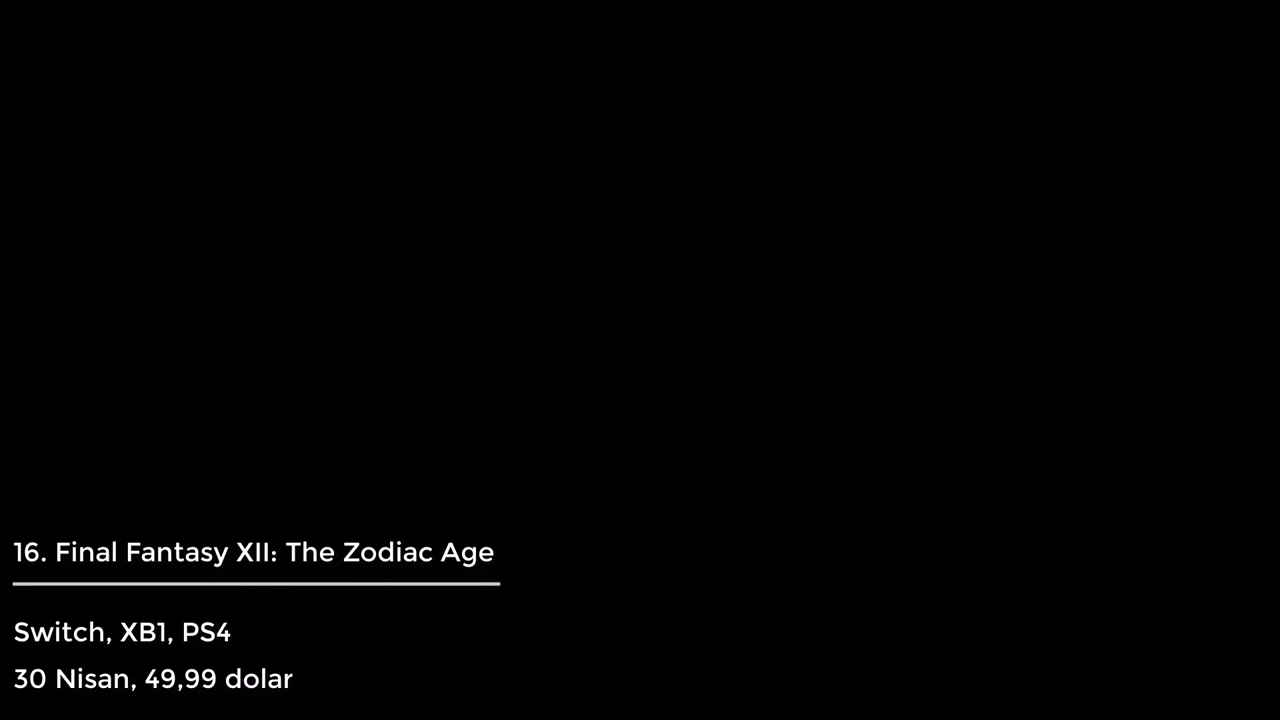 16. Final Fantasy XII: The Zodiac Age
Switch, XB1, PS4
30 Nisan, 49,99 dolar